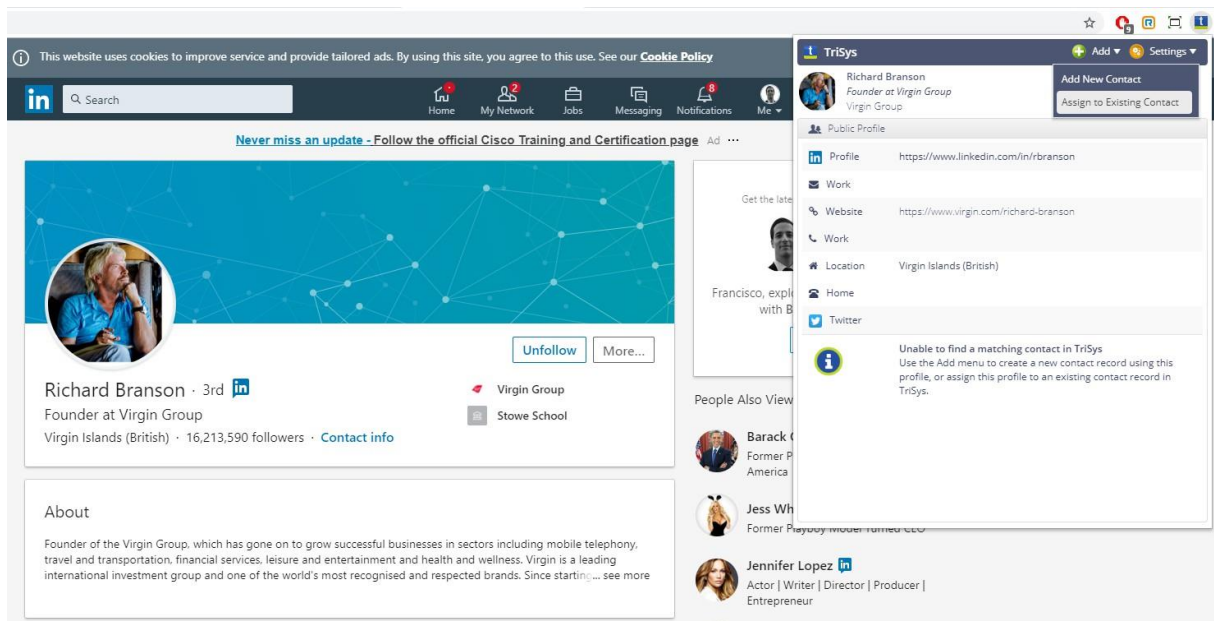 9
This website uses cookies to improve service and provide tailored ads. By using this site, you agree to this use. See our Cookie Policy
in
Search
Home
2
My Network
Jobs
Messaging
8
Notifications
Me
Never miss an update - Follow the official Cisco Training and Certification page Ad ···
Unfollow
More...
Richard Branson · 3rd in
Founder at Virgin Group
Virgin Islands (British) · 16,213,590 followers · Contact info
Virgin Group
Stowe School
About
Founder of the Virgin Group, which has gone on to grow successful businesses in sectors including mobile telephony,
travel and transportation, financial services, leisure and entertainment and health and wellness. Virgin is a leading
international investment group and one of the world's most recognised and respected brands. Since starting... see more
Get the late
Francisco, expl
with B
People Also View
Barack
Former P
America
Jess Wh
Former Playboy Model Turned CEO
Jennifer Lopez in
Actor | Writer | Director | Producer |
Entrepreneur
t TriSys
Add
Settings
Add New Contact
Assign to Existing Contact
Richard Branson
Founder at Virgin Group
Virgin Group
Public Profile
in Profile https://www.linkedin.com/in/rbranson
Work
Website https://www.virgin.com/richard-branson
Work
Location Virgin Islands (British)
Home
Twitter
Unable to find a matching contact in TriSys
Use the Add menu to create a new contact record using this
profile, or assign this profile to an existing contact record in
TriSys.